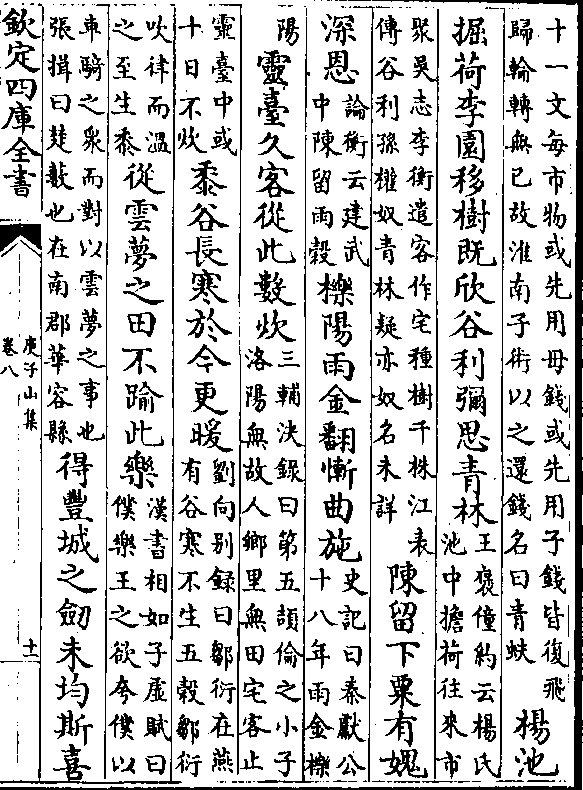 十一文每市物或先用母錢或先用子錢皆復飛
歸輪轉無已故淮南子術以之還錢名曰青蚨
楊池
掘荷李園移樹既欣谷利彌思青林
王褒僮約云楊氏
池中擔荷往來市
聚吳志李衡遣客作宅種樹千株江表
傳谷利孫權奴青林疑亦奴名未詳
陳留下粟有媿
深恩
論衡云建武
中陳留雨穀
櫟陽雨金翻慚曲施
史記曰秦獻公
十八年雨金櫟
陽
靈臺久客從此數炊
三輔決錄曰第五頡倫之小子
洛陽無故人鄉里無田宅客止
靈臺中或
十日不炊
黍谷長寒於今更暖
劉向别錄曰鄒衍在燕
有谷寒不生五穀鄒衍
吹律而溫
之至生黍
從雲夢之田不踰此樂
漢書相如子虛賦曰
僕樂王之欲夸僕以
車騎之衆而對以雲夢之事也
張揖曰楚藪也在南郡華容縣
得豐城之劒未均斯喜
欽定四庫全書
庾子山集
卷八
十一